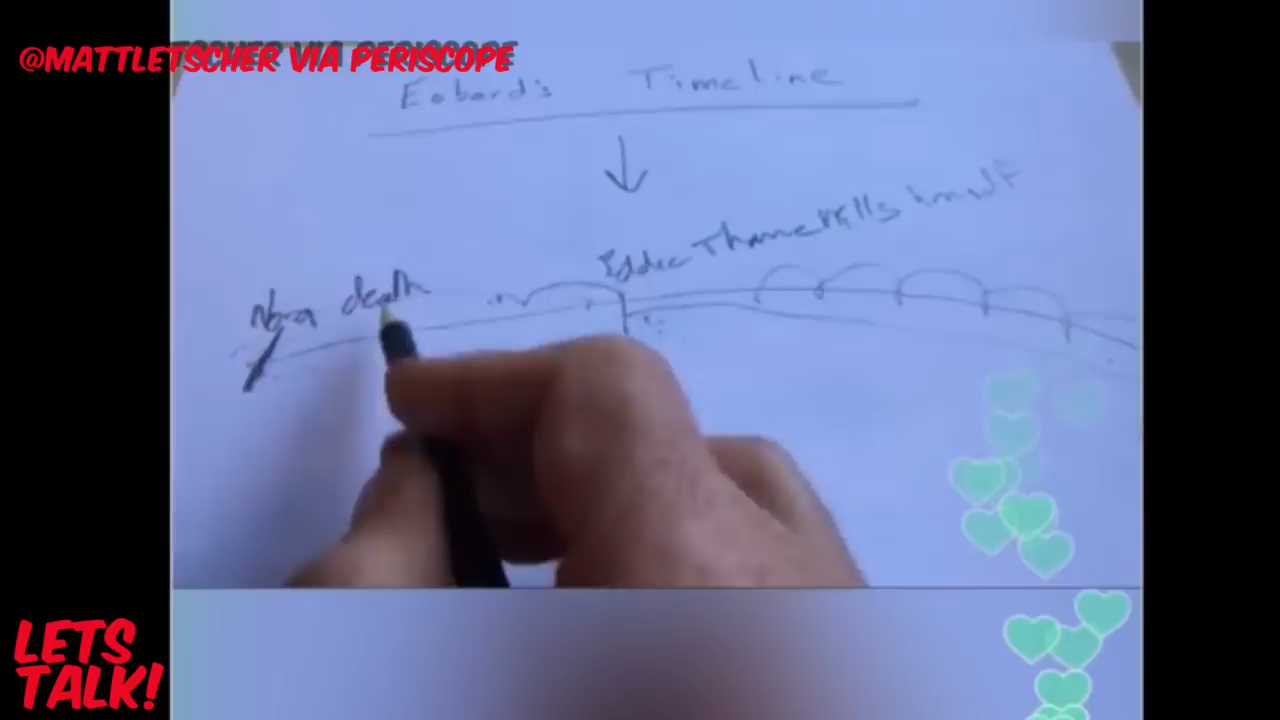 @MATTLETSCHER VIA PERISCOPE
Eobard's Timeline
Eddie Thawne kills himself
Nora death
LETS
TALK!